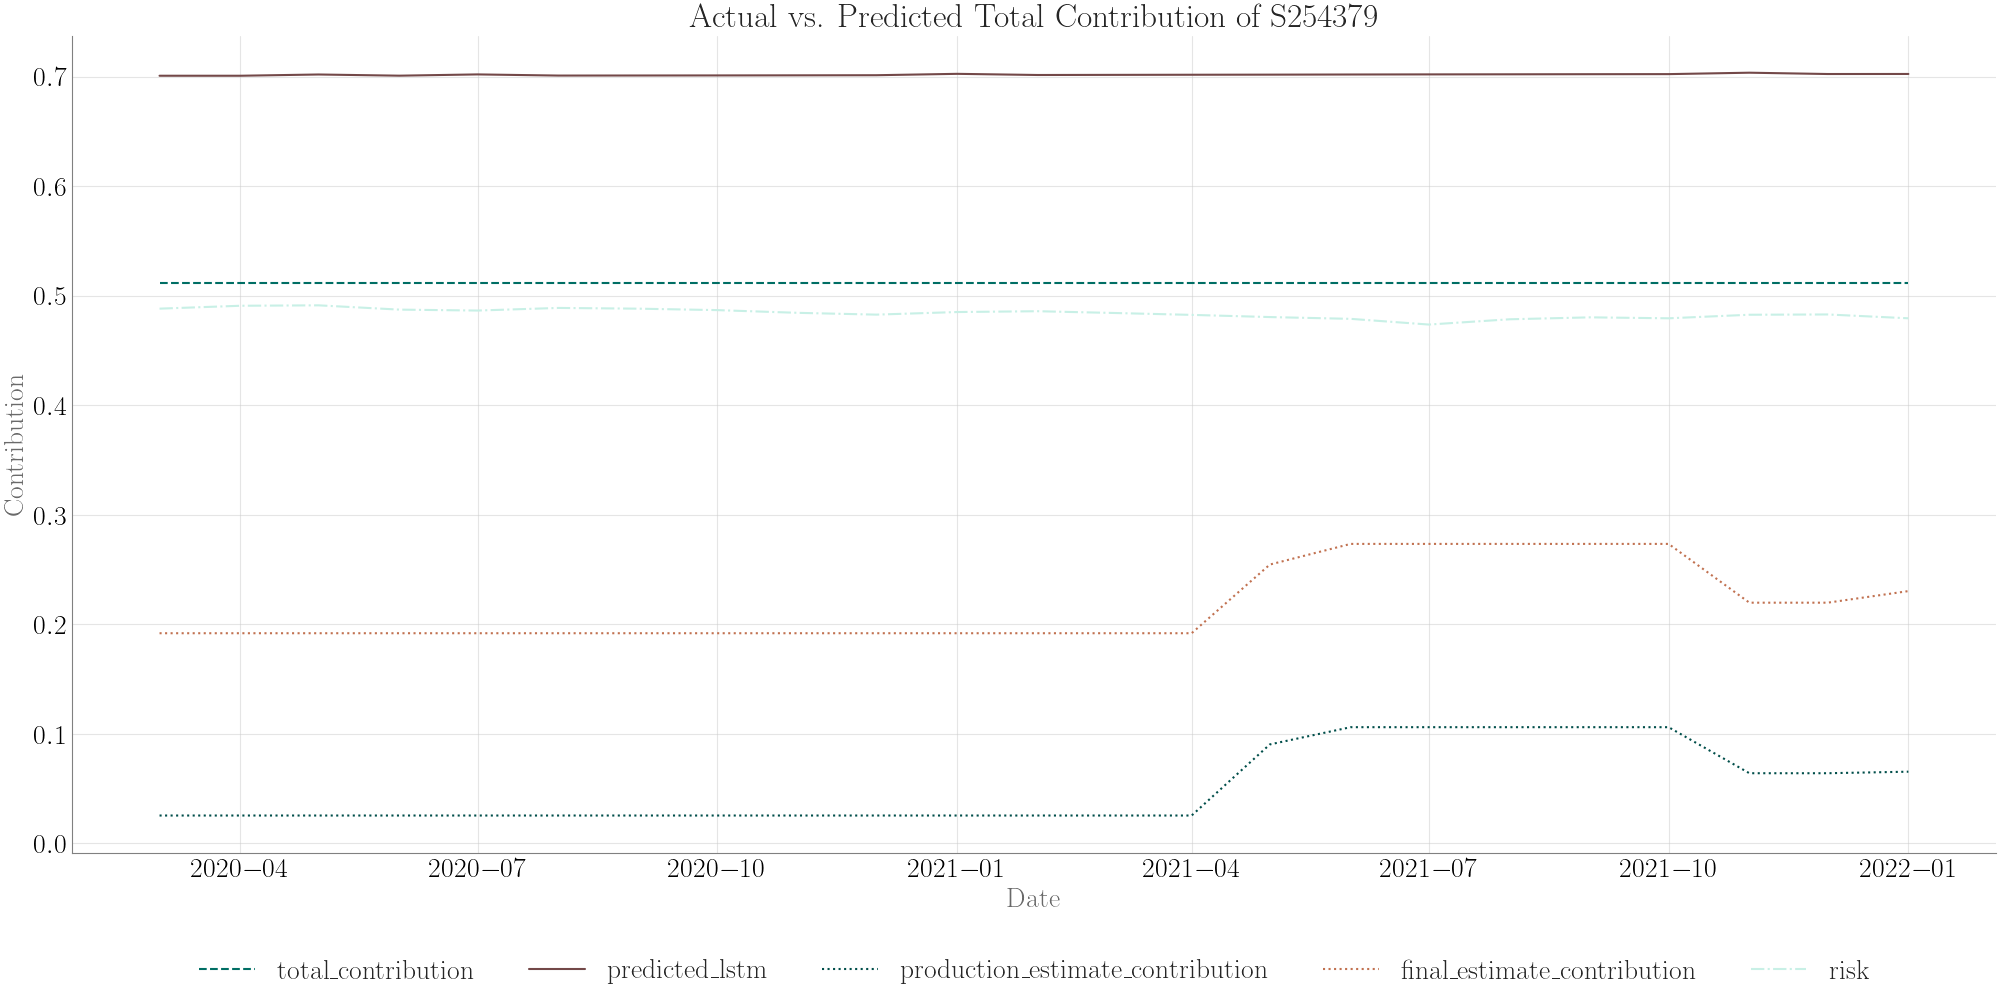 Actual vs. Predicted Total Contribution of S254379
Contribution
0.7
0.6
0.5
0.4
0.3
0.2
0.1
0.0
2020−04 2020−07 2020−10 2021−01 2021−04 2021−07 2021−10 2022−01
Date
total_contribution predicted_lstm production_estimate_contribution final_estimate_contribution risk